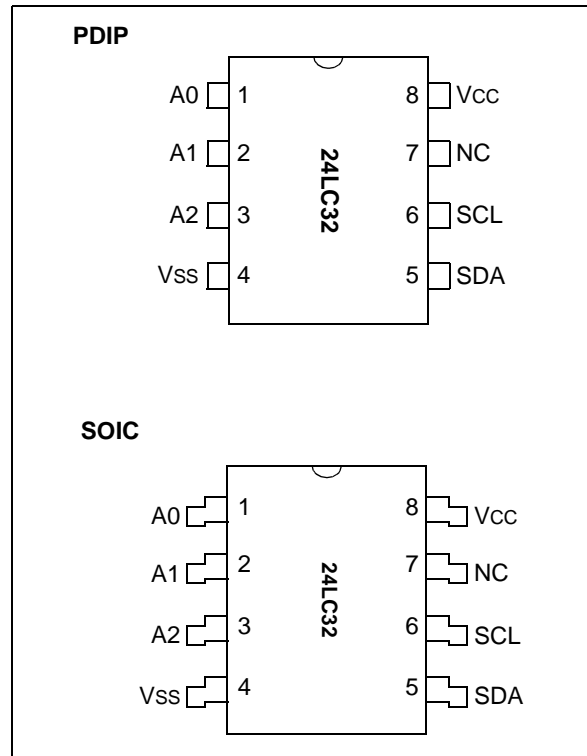 PDIP
A0 1 8 VCC
A1 2 7 NC
24LC32
A2 3 6 SCL
VSS 4 5 SDA
SOIC
A0 1 8 VCC
A1 2 7 NC
24LC32
A2 3 6 SCL
VSS 4 5 SDA